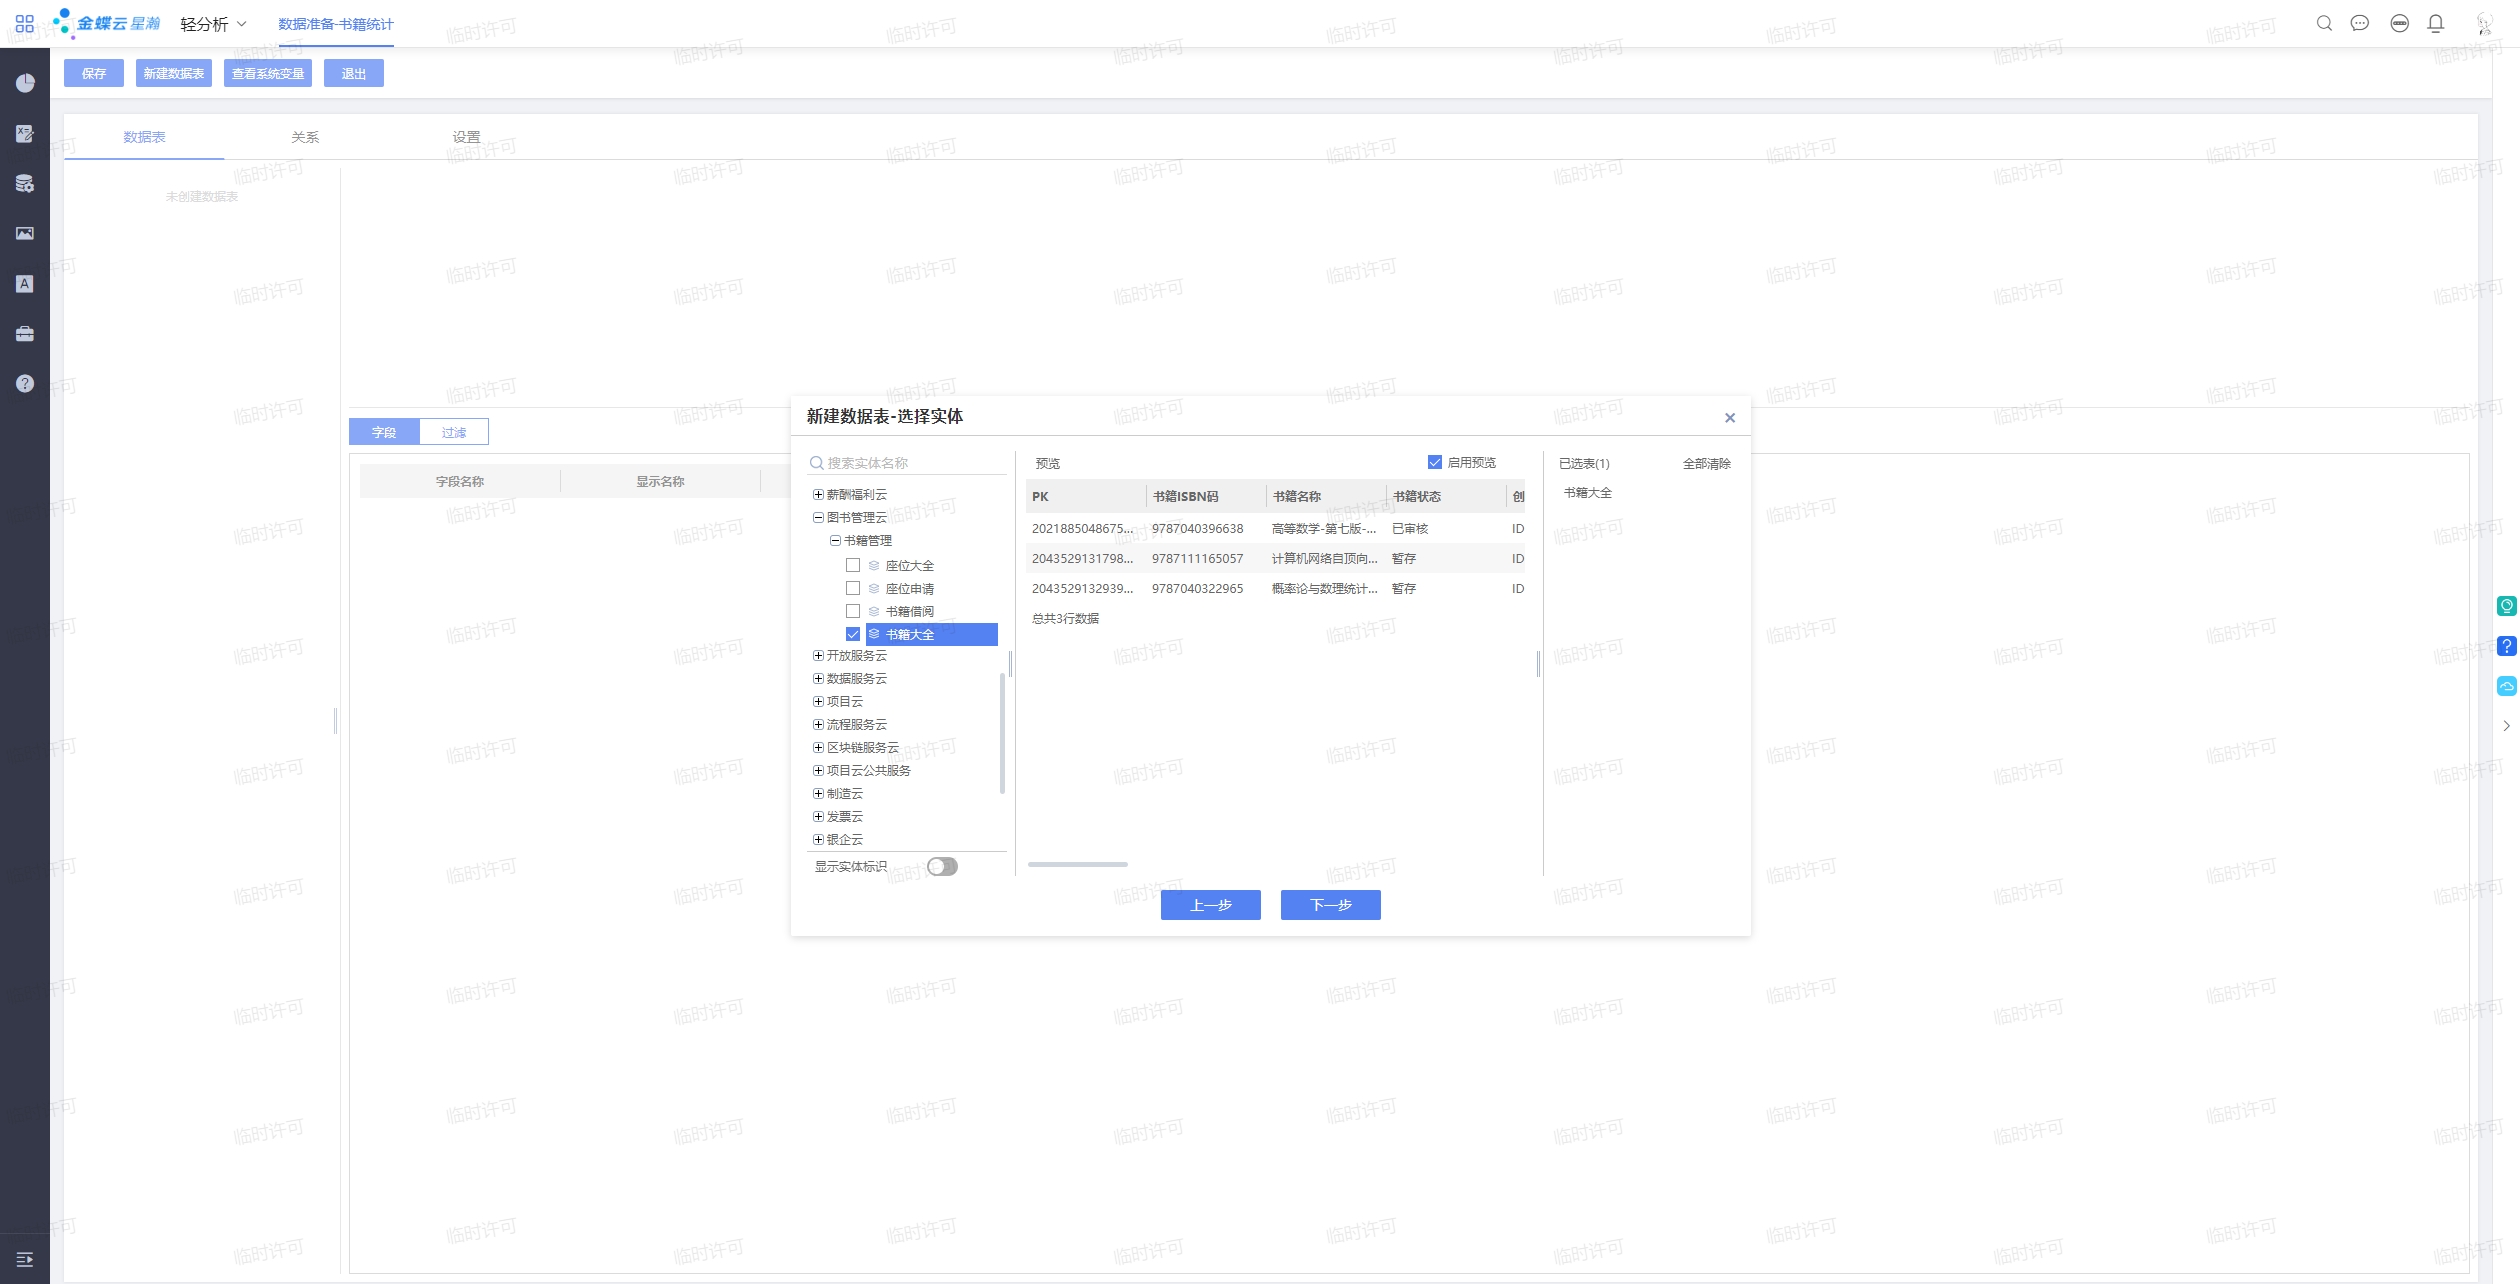 金蝶云 星瀚
轻分析
数据准备-书籍统计
保存
新建数据表
查看系统变量
退出
数据表
关系
设置
未创建数据表
字段
过滤
字段名称
显示名称
新建数据表-选择实体
搜索实体名称
薪酬福利云
图书管理云
书籍管理
座位大全
座位申请
书籍借阅
书籍大全
开放服务云
数据服务云
项目云
流程服务云
区块链服务云
项目云公共服务
制造云
发票云
银企云
显示实体标识
预览
启用预览
PK 书籍ISBN码 书籍名称 书籍状态 创
2021885048675... 9787040396638 高等数学-第七版-... 已审核 ID
2043529131798... 9787111165057 计算机网络自顶向... 暂存 ID
2043529132939... 9787040322965 概率论与数理统计... 暂存 ID
总共3行数据
已选表(1)
全部清除
书籍大全
上一步
下一步
临时许可